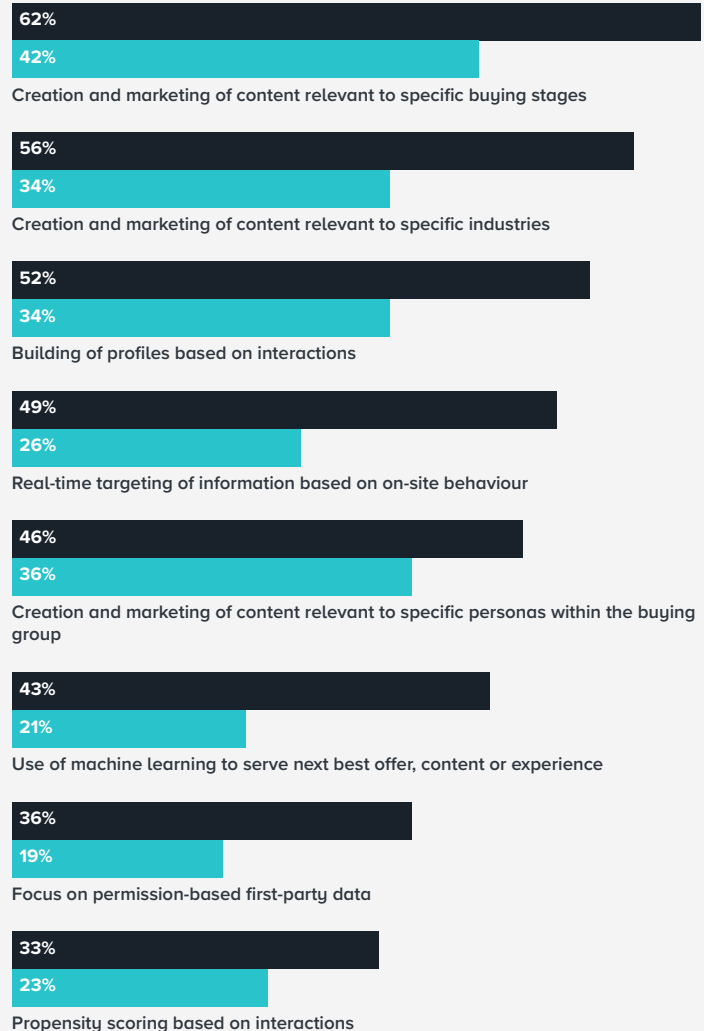 62%
42%
Creation and marketing of content relevant to specific buying stages
56%
34%
Creation and marketing of content relevant to specific industries
52%
34%
Building of profiles based on interactions
49%
26%
Real-time targeting of information based on on-site behaviour
46%
36%
Creation and marketing of content relevant to specific personas within the buying
group
43%
21%
Use of machine learning to serve next best offer, content or experience
36%
19%
Focus on permission-based first-party data
33%
23%
Propensity scoring based on interactions